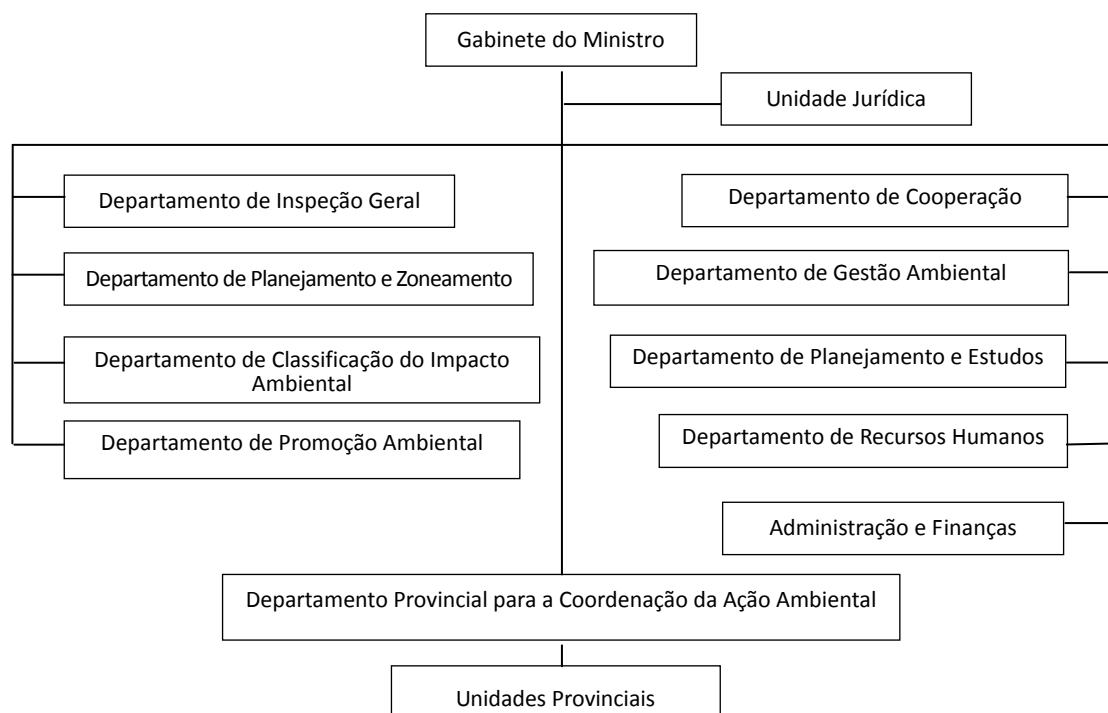 Gabinete do Ministro
Unidade Jurídica
Departamento de Inspeção Geral
Departamento de Cooperação
Departamento de Planejamento e Zoneamento
Departamento de Gestão Ambiental
Departamento de Classificação do Impacto
Ambiental
Departamento de Planejamento e Estudos
Departamento de Promoção Ambiental
Departamento de Recursos Humanos
Administração e Finanças
Departamento Provincial para a Coordenação da Ação Ambiental
Unidades Provinciais